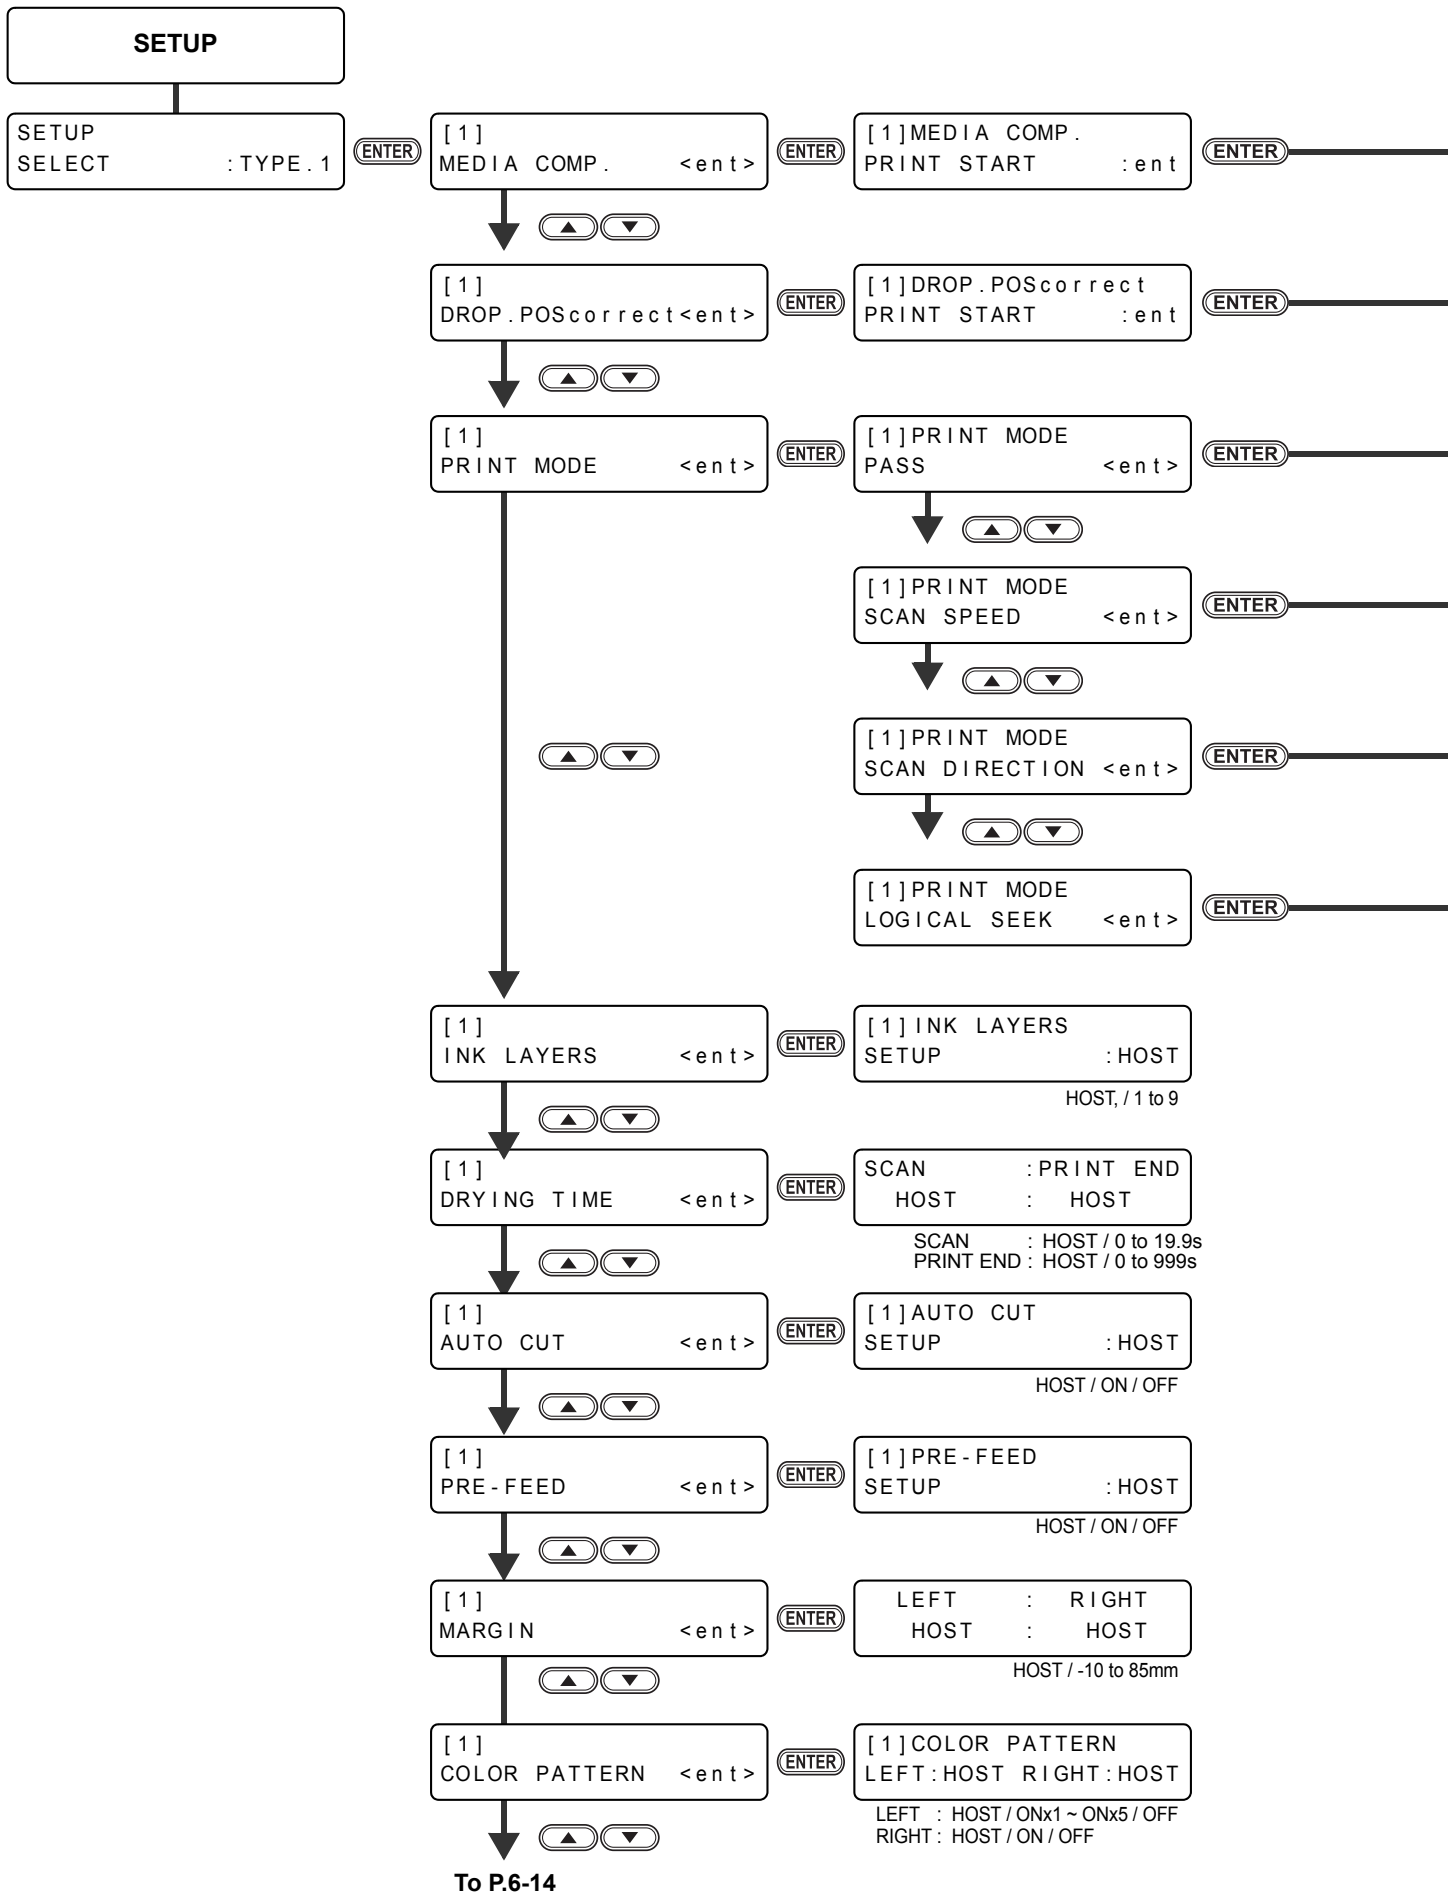 SETUP
SETUP
SELECT :TYPE.1
ENTER
[1]
MEDIA COMP. <ent>
ENTER
[1]MEDIA COMP.
PRINT START :ent
ENTER
[1]
DROP.POScorrect<ent>
ENTER
[1]DROP.POScorrect
PRINT START :ent
ENTER
[1]
PRINT MODE <ent>
ENTER
[1]PRINT MODE
PASS <ent>
ENTER
[1]PRINT MODE
SCAN SPEED <ent>
ENTER
[1]PRINT MODE
SCAN DIRECTION <ent>
ENTER
[1]PRINT MODE
LOGICAL SEEK <ent>
ENTER
[1]
INK LAYERS <ent>
ENTER
[1]INK LAYERS
SETUP :HOST
HOST, / 1 to 9
[1]
DRYING TIME <ent>
ENTER
SCAN :PRINT END
HOST : HOST
SCAN : HOST / 0 to 19.9s
PRINT END : HOST / 0 to 999s
[1]
AUTO CUT <ent>
ENTER
[1]AUTO CUT
SETUP :HOST
HOST / ON / OFF
[1]
PRE-FEED <ent>
ENTER
[1]PRE-FEED
SETUP :HOST
HOST / ON / OFF
[1]
MARGIN <ent>
ENTER
LEFT : RIGHT
HOST : HOST
HOST / -10 to 85mm
[1]
COLOR PATTERN <ent>
ENTER
[1]COLOR PATTERN
LEFT:HOST RIGHT:HOST
LEFT : HOST / ONx1 ~ ONx5 / OFF
RIGHT : HOST / ON / OFF
To P.6-14